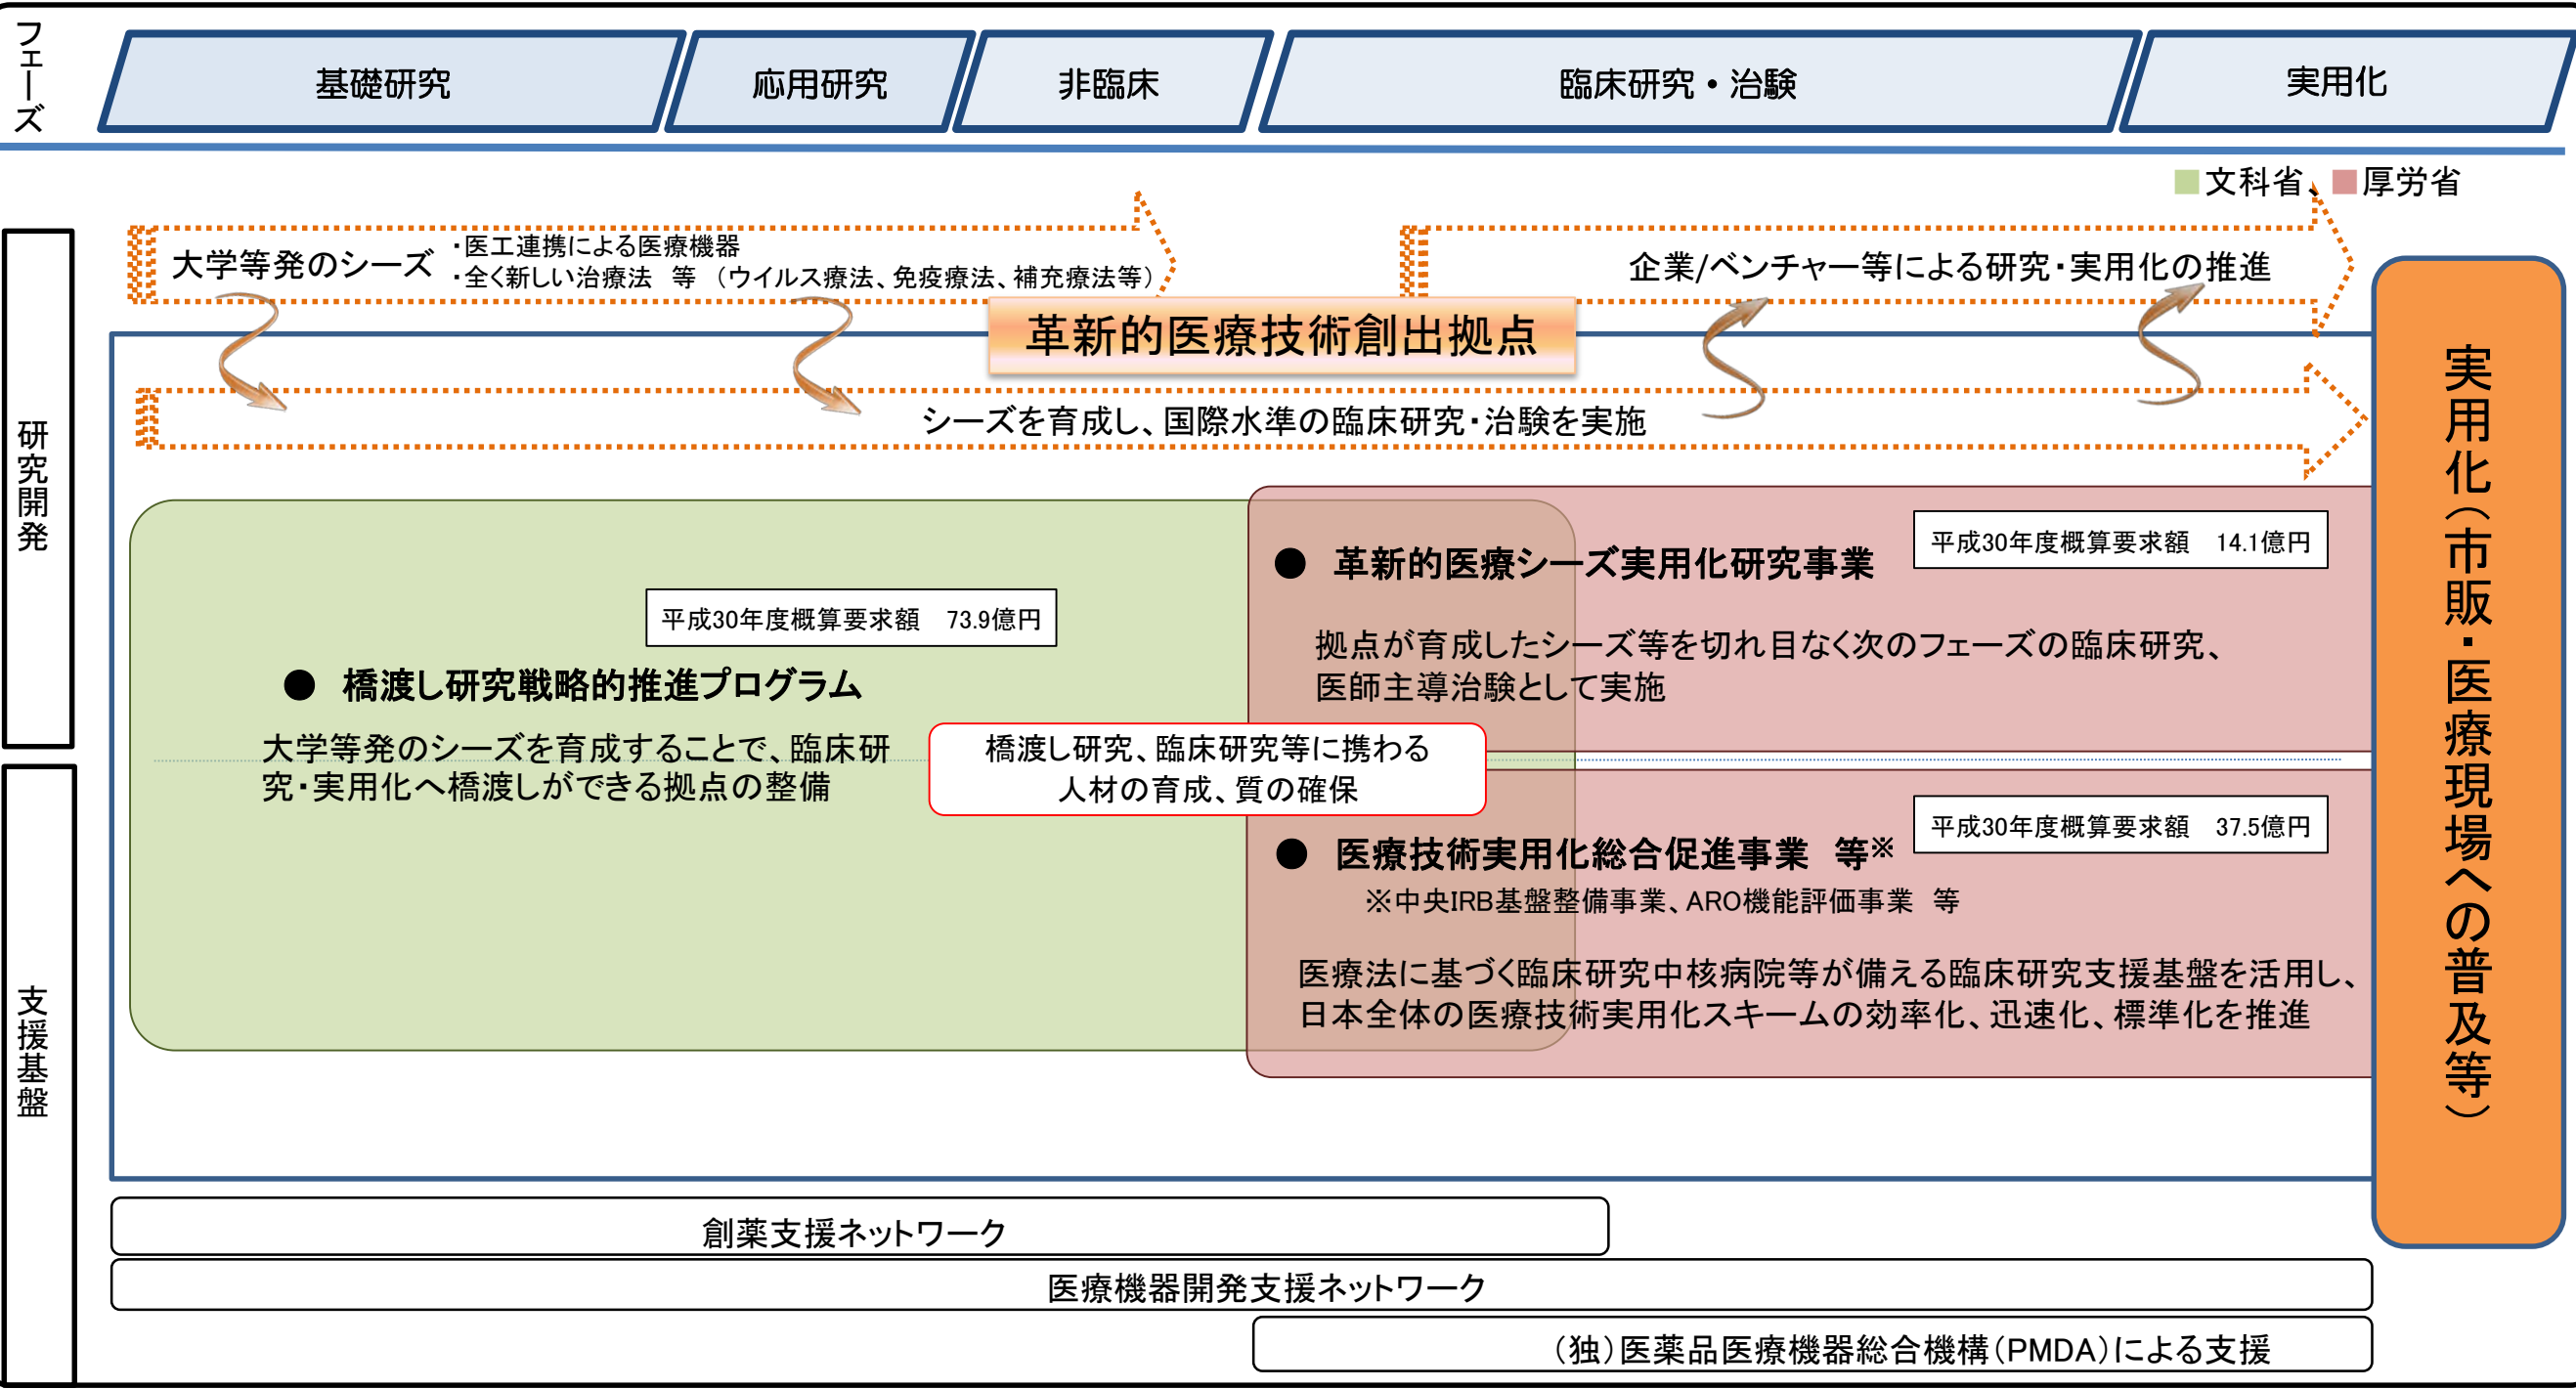 フェーズ
基礎研究
応用研究
非臨床
臨床研究・治験
実用化
■文科省、■厚労省
大学等発のシーズ
・医工連携による医療機器
・全く新しい治療法　等　（ウイルス療法、免疫療法、補充療法等）
企業/ベンチャー等による研究・実用化の推進
革新的医療技術創出拠点
シーズを育成し、国際水準の臨床研究・治験を実施
研究開発
平成30年度概算要求額　73.9億円
● 橋渡し研究戦略的推進プログラム
大学等発のシーズを育成することで、臨床研
究・実用化へ橋渡しができる拠点の整備
● 革新的医療シーズ実用化研究事業
平成30年度概算要求額　14.1億円
拠点が育成したシーズ等を切れ目なく次のフェーズの臨床研究、
医師主導治験として実施
橋渡し研究、臨床研究等に携わる
人材の育成、質の確保
平成30年度概算要求額　37.5億円
● 医療技術実用化総合促進事業　等※
※中央IRB基盤整備事業、ARO機能評価事業　等
医療法に基づく臨床研究中核病院等が備える臨床研究支援基盤を活用し、
日本全体の医療技術実用化スキームの効率化、迅速化、標準化を推進
実用化（市販・医療現場への普及等）
支援基盤
創薬支援ネットワーク
医療機器開発支援ネットワーク
（独）医薬品医療機器総合機構（PMDA）による支援